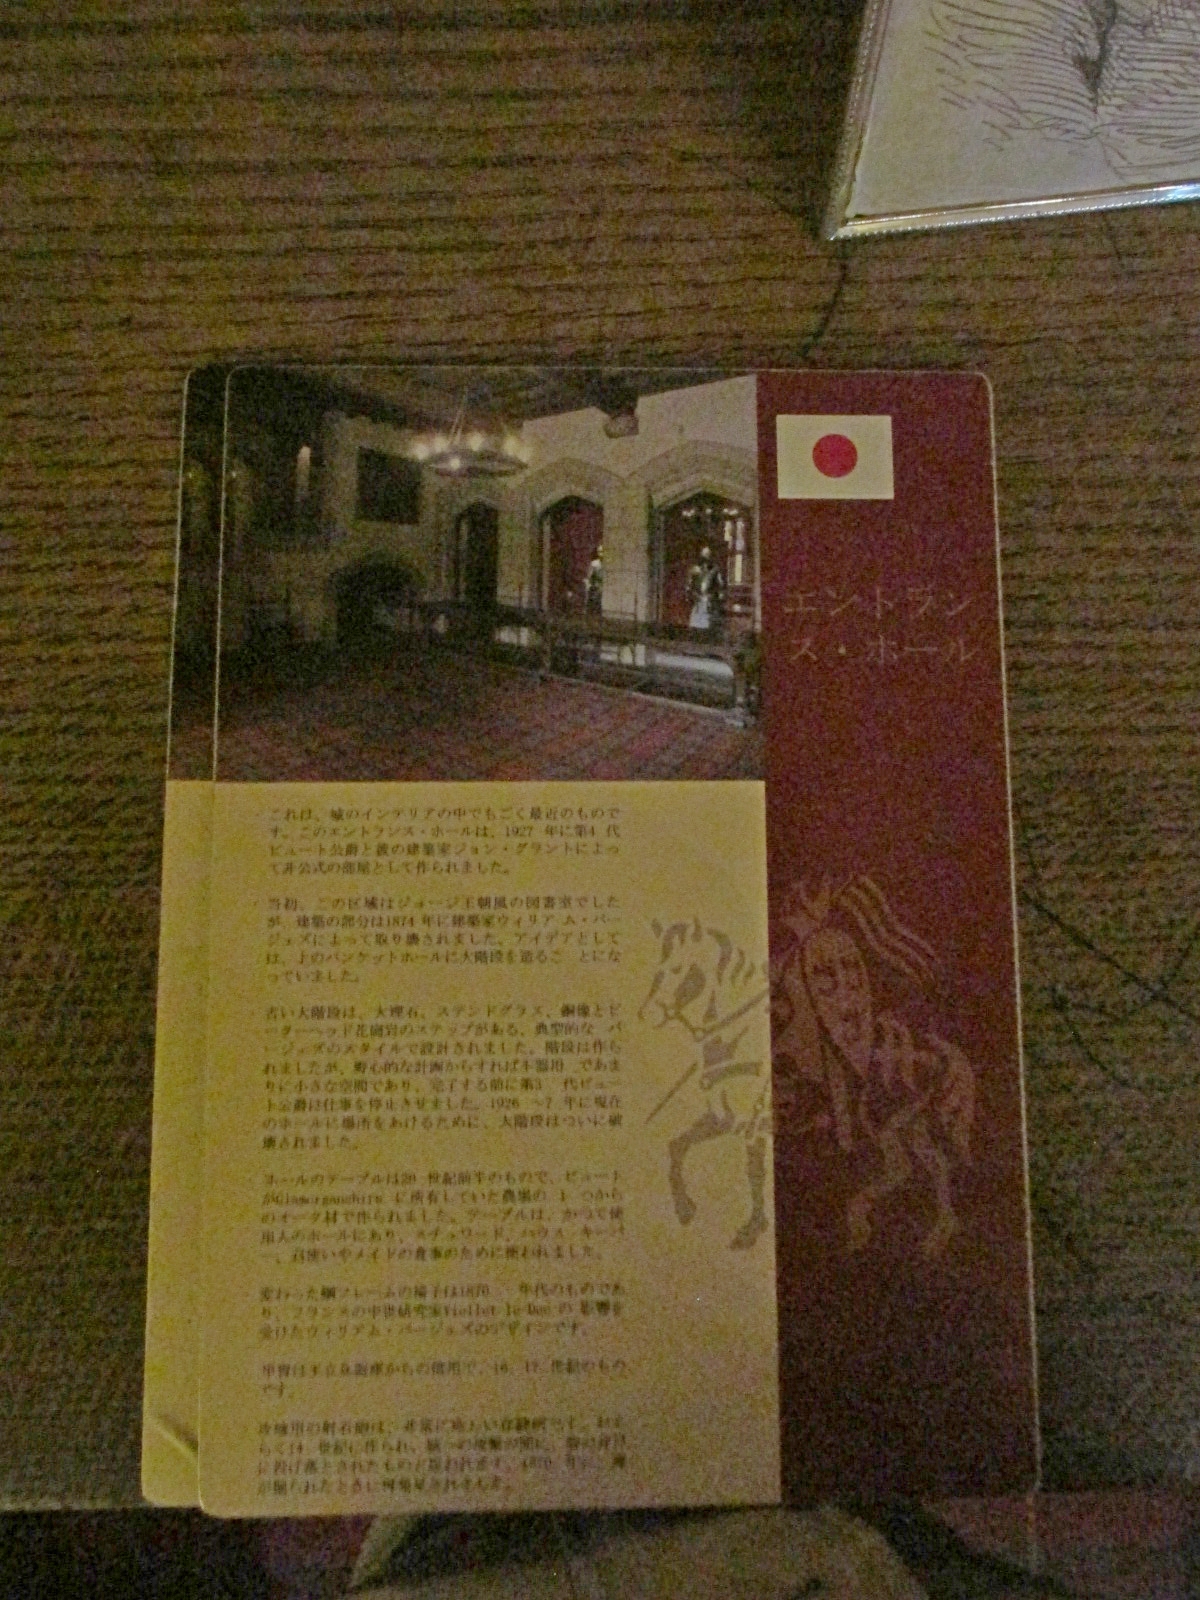 エントラン
ス・ホール
これは、城のインテリアの中でもごく最近のもので
す。このエントランス・ホールは、1927 年に第4 代
ビュート公爵と彼の建築家ジョン・グラントによっ
て非公式の部屋として作られました。
当初、この区域はジョージ王朝風の図書室でした
が 建築の部分は1874 年に建築家ウィリア ム・バー
ジェズによって取り壊されました。アイデアとして
は、上のバンケットホールに大階段を造るこ とにな
っていました。
古い大階段は、大理石、ステンドグラス、銅像とピ
ーターヘッド花崗岩のステップがある、典型的な バ
ージェズのスタイルで設計されました。階段は作ら
れましたが、野心的な計画からすれば不器用 であま
りに小さな空間であり、完了する前に第3 代ビュー
ト公爵は仕事を停止させました。1926 ～7 年に現在
のホールに場所をあけるために、大階段はついに破
壊されました。
ホールのテーブルは20 世紀前半のもので、ビュート
がGlamorganshire に所有していた農場の 1 つから
のオーク材で作られました。テーブルは、かつて使
用人のホールにあり、スチュワード、ハウス・キーパ
ー、召使いやメイドの食事のために使われました。
変わった桐フレームの椅子は1870 年代のものであ
り、フランスの中世研究家Viollet-le-Duc の 影響を
受けたウィリアム・バージェズのデザインです。
甲冑は王立兵器庫からの借用で、16、17 世紀のもの
です。